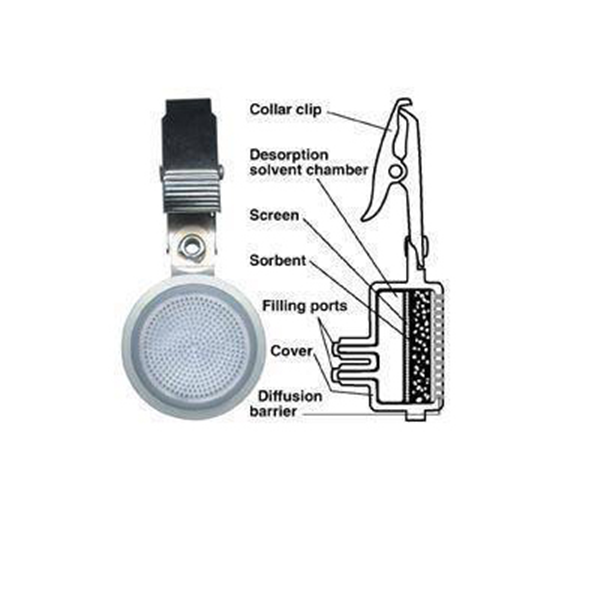 Collar clip
Desorption
solvent chamber
Screen
Sorbent
Filling ports
Cover
Diffusion
barrier